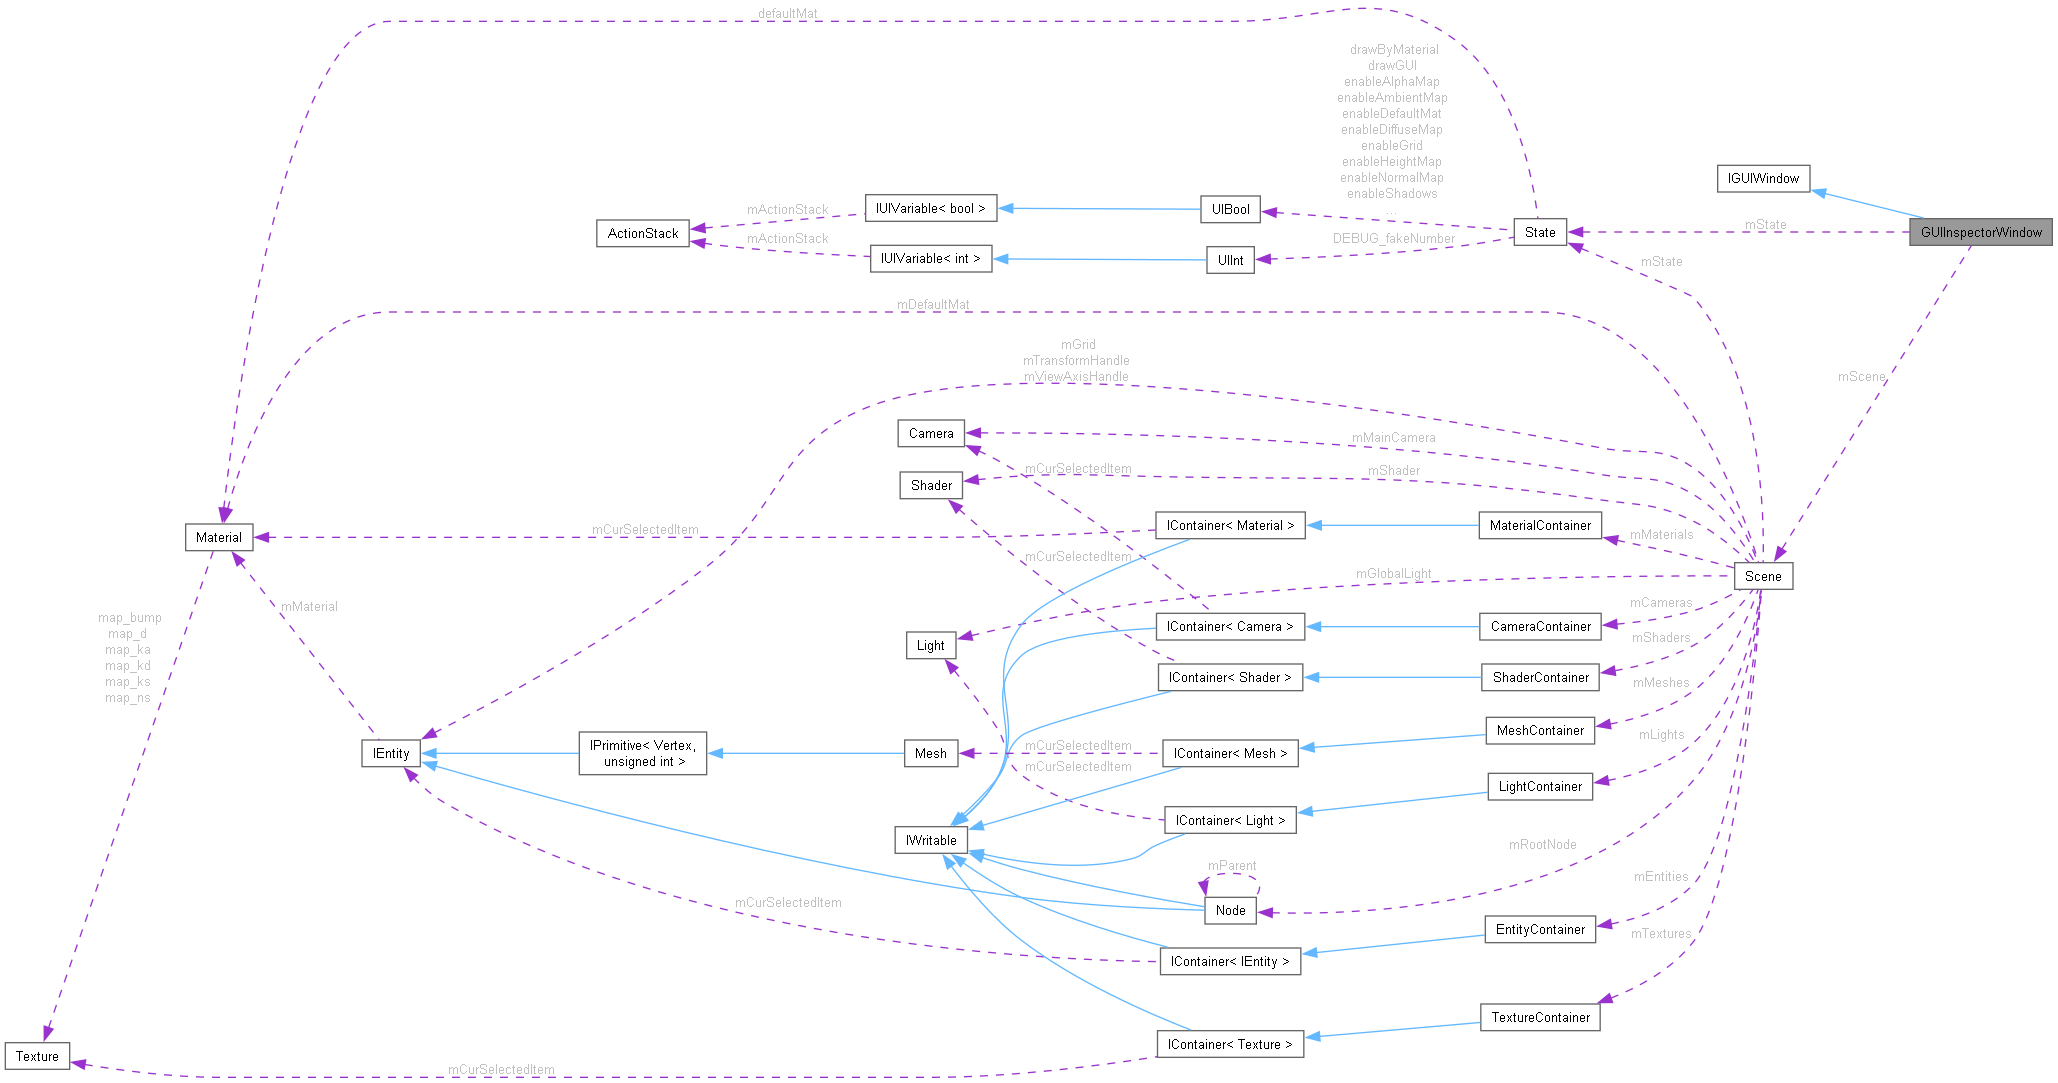 defaultMat
drawByMaterial
drawGUI
enableAlphaMap
enableAmbientMap
enableDefaultMat
enableDiffuseMap
enableGrid
enableHeightMap
enableNormalMap
enableShadows
...
IGUIWindow
mActionStack
IUIVariable< bool >
UIBool
ActionStack
mActionStack
IUIVariable< int >
UIInt
DEBUG_fakeNumber
State
mState
GUIInspectorWindow
mState
mDefaultMat
mGrid
mTransformHandle
mViewAxisHandle
mScene
Camera
mMainCamera
mCurSelectedItem
mShader
Shader
Material
mCurSelectedItem
IContainer< Material >
MaterialContainer
mMaterials
mCurSelectedItem
mGlobalLight
Scene
mMaterial
map_bump
map_d
map_ka
map_kd
map_ks
map_ns
mCameras
IContainer< Camera >
CameraContainer
Light
mShaders
IContainer< Shader >
ShaderContainer
mMeshes
IEntity
IPrimitive< Vertex,
unsigned int >
Mesh
mCurSelectedItem
IContainer< Mesh >
MeshContainer
mLights
mCurSelectedItem
LightContainer
IContainer< Light >
IWritable
mRootNode
mParent
mEntities
mCurSelectedItem
Node
EntityContainer
mTextures
IContainer< IEntity >
TextureContainer
IContainer< Texture >
Texture
mCurSelectedItem